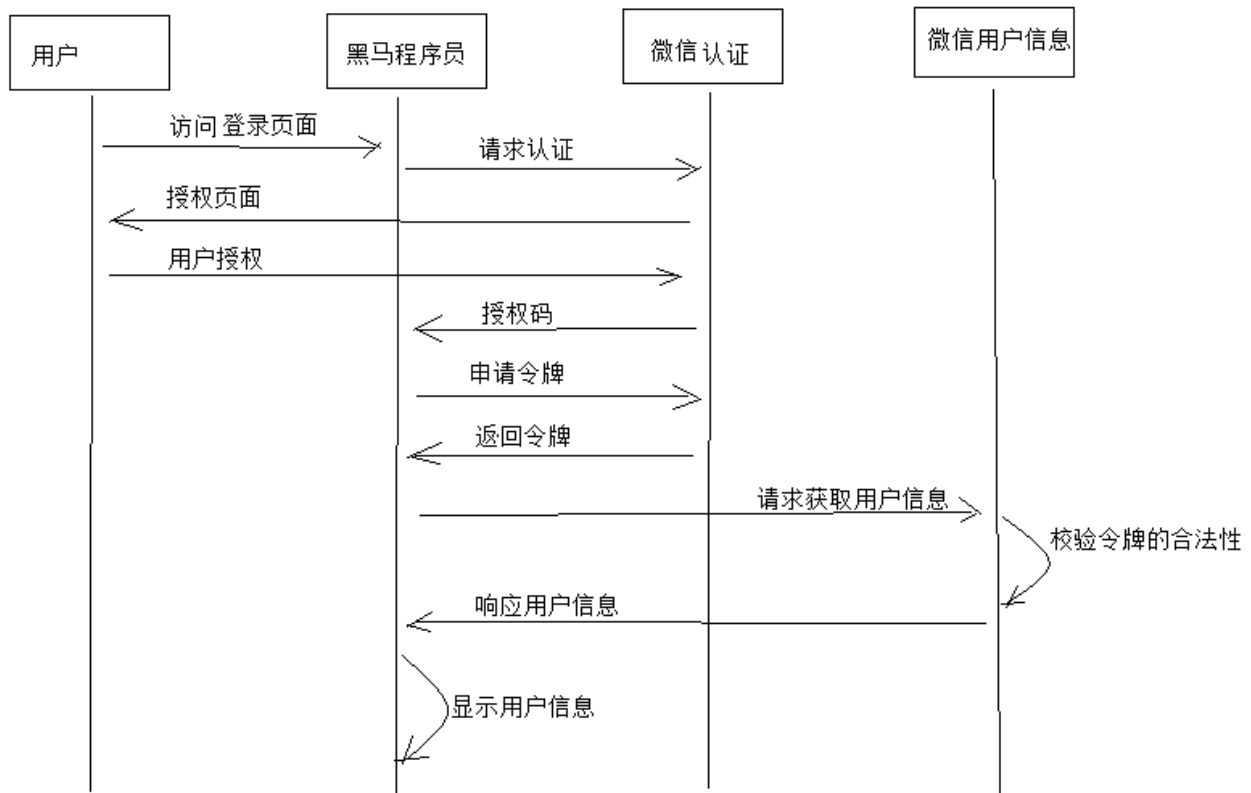 用户
黑马程序员
微信认证
微信用户信息
访问登录页面
请求认证
授权页面
用户授权
授权码
申请令牌
返回令牌
请求获取用户信息
校验令牌的合法性
响应用户信息
显示用户信息